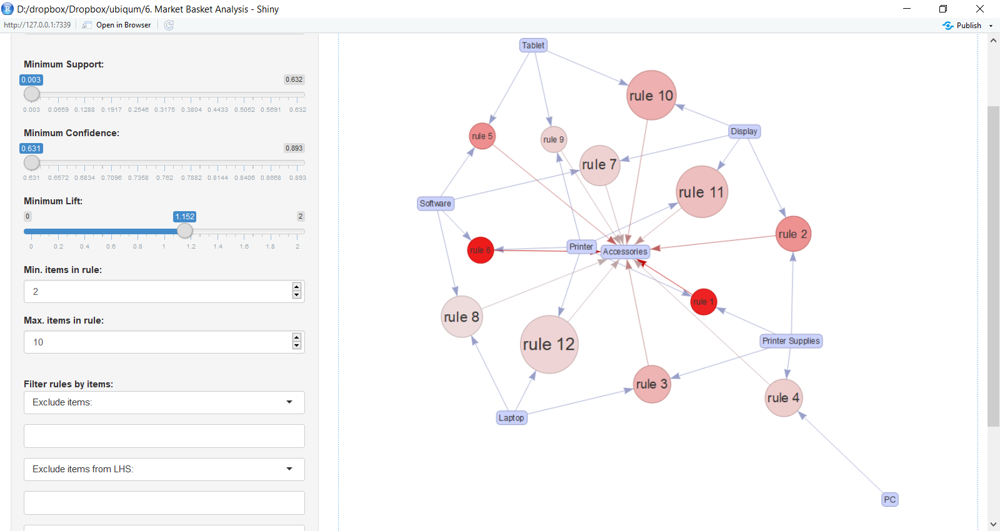 D:/dropbox/Dropbox/ubiqum/6. Market Basket Analysis - Shiny
http://127.0.0.1:7339 Open in Browser Publish
Minimum Support:
0.003 0.632
0.003 0.0659 0.1288 0.1917 0.2546 0.3175 0.3804 0.4433 0.5062 0.5691 0.632
Minimum Confidence:
0.631 0.893
0.631 0.6572 0.6834 0.7096 0.7358 0.762 0.7882 0.8144 0.8406 0.8668 0.893
Minimum Lift:
0 1.152 2
0 0.2 0.4 0.6 0.8 1 1.2 1.4 1.6 1.8 2
Min. items in rule:
2
Max. items in rule:
10
Filter rules by items:
Exclude items:
Exclude items from LHS:
Tablet
rule 10
Display
rule 5
rule 9
rule 7
rule 11
Software
rule 2
Printer
rule 6
Accessories
rule 1
rule 8
Printer Supplies
rule 12
rule 3
rule 4
Laptop
PC